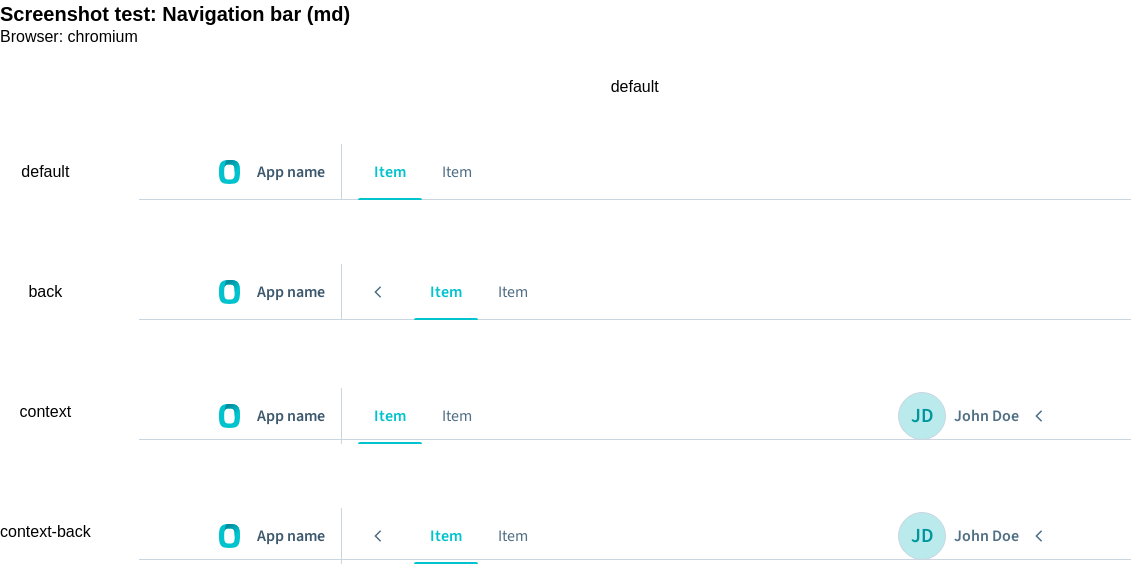 Screenshot test: Navigation bar (md)
Browser: chromium
default
default App name Item Item
back App name Item Item
context App name Item Item JD John Doe
context-back App name Item Item JD John Doe